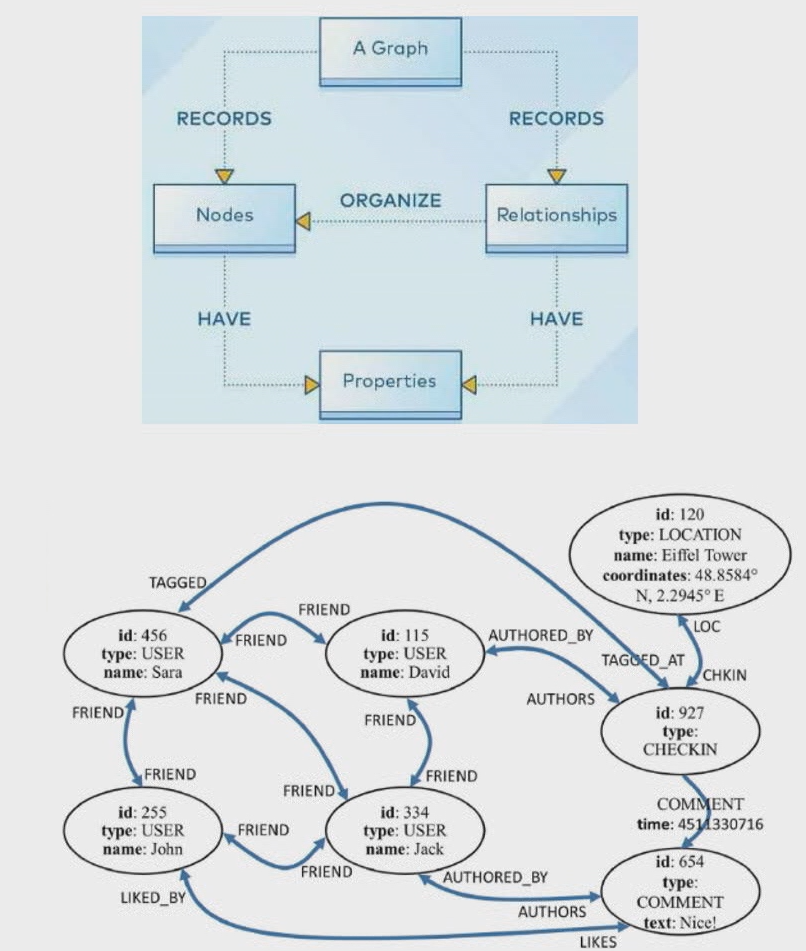 A Graph
RECORDS
RECORDS
Nodes
ORGANIZE
Relationships
HAVE
HAVE
Properties
id: 120
type: LOCATION
name: Eiffel Tower
coordinates: 48.8584°
N, 2.2945° E
TAGGED
FRIEND
FRIEND
LOC
id: 456
type: USER
name: Sara
id: 115
type: USER
name: David
AUTHORED_BY
TAGGED_AT
CHKIN
FRIEND
AUTHORS
FRIEND
FRIEND
id: 927
type:
CHECKIN
FRIEND
FRIEND
FRIEND
COMMENT
time: 4511330716
id: 255
type: USER
name: John
FRIEND
id: 334
type: USER
name: Jack
FRIEND
AUTHORED_BY
id: 654
type:
COMMENT
text: Nice!
LIKED_BY
AUTHORS
LIKES